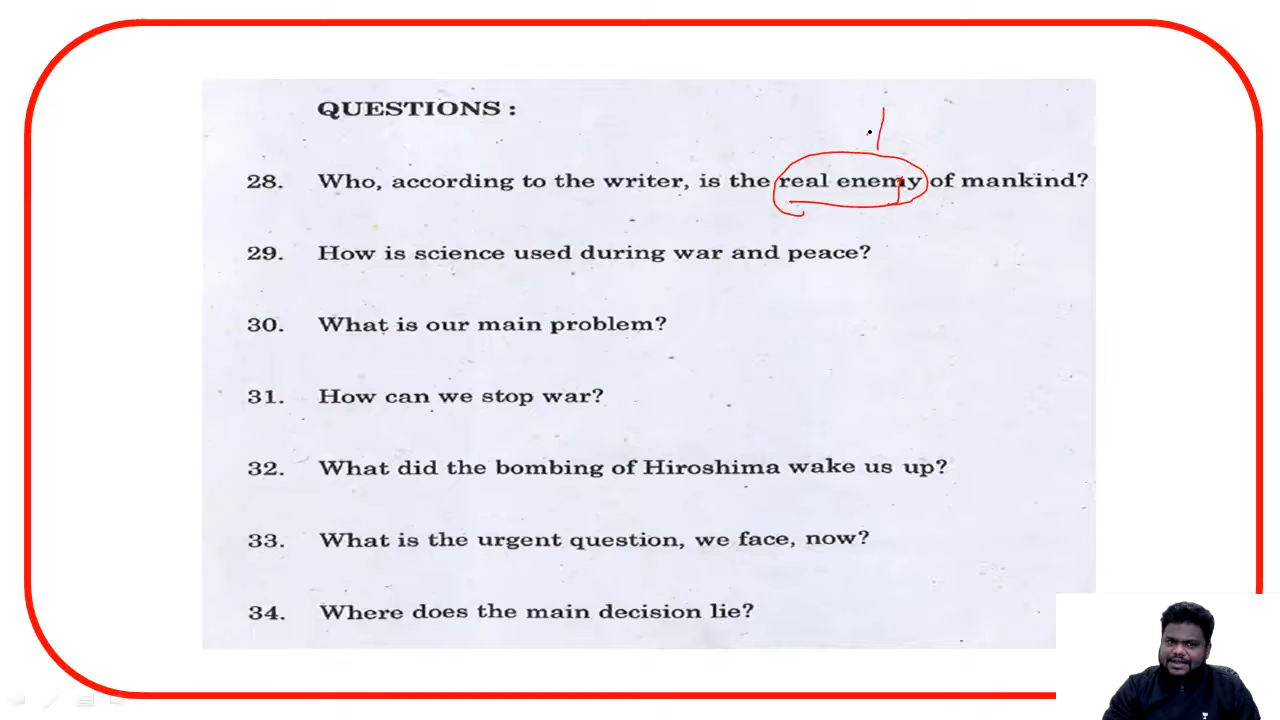 QUESTIONS :
28. Who, according to the writer, is the real enemy of mankind?
29. How is science used during war and peace?
30. What is our main problem?
31. How can we stop war?
32. What did the bombing of Hiroshima wake us up?
33. What is the urgent question, we face, now?
34. Where does the main decision lie?